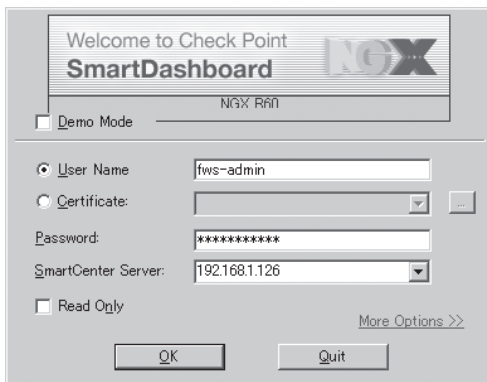 Welcome to Check Point
SmartDashboard
NGX
NGX R60
Demo Mode
User Name
fws-admin
Certificate:
...
Password:
***********
SmartCenter Server:
192.168.1.126
Read Only
More Options >>
OK
Quit